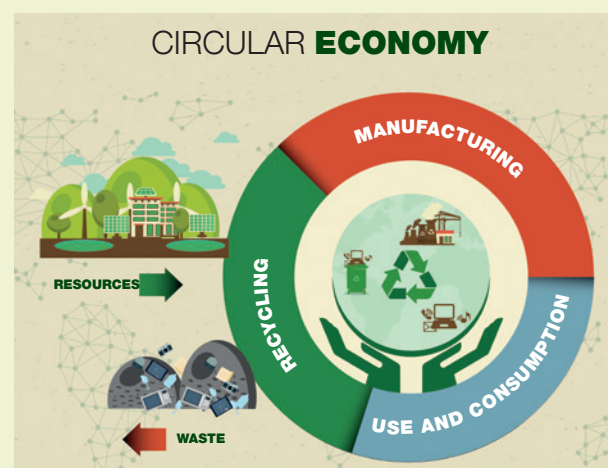 CIRCULAR ECONOMY
MANUFACTURING
RESOURCES
RECYCLING
USE AND CONSUMPTION
WASTE